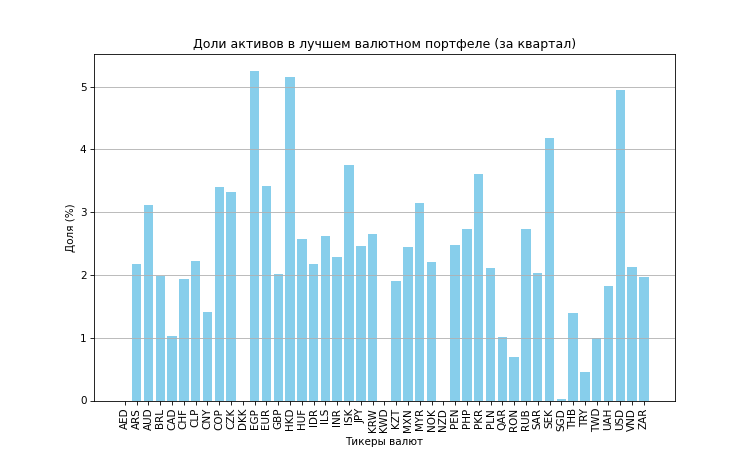 Доли активов в лучшем валютном портфеле (за квартал)
Доля (%)
5
4
3
2
1
0
AED ARS AUD BRL CAD CHF CLP CNY COP CZK DKK EGP EUR GBP HKD HUF IDR ILS INR ISK JPY KRW KWD KZT MXN MYR NOK NZD PEN PHP PKR PLN QAR RON RUB SAR SEK SGD THB TRY TWD UAH USD VND ZAR
Тикеры валют